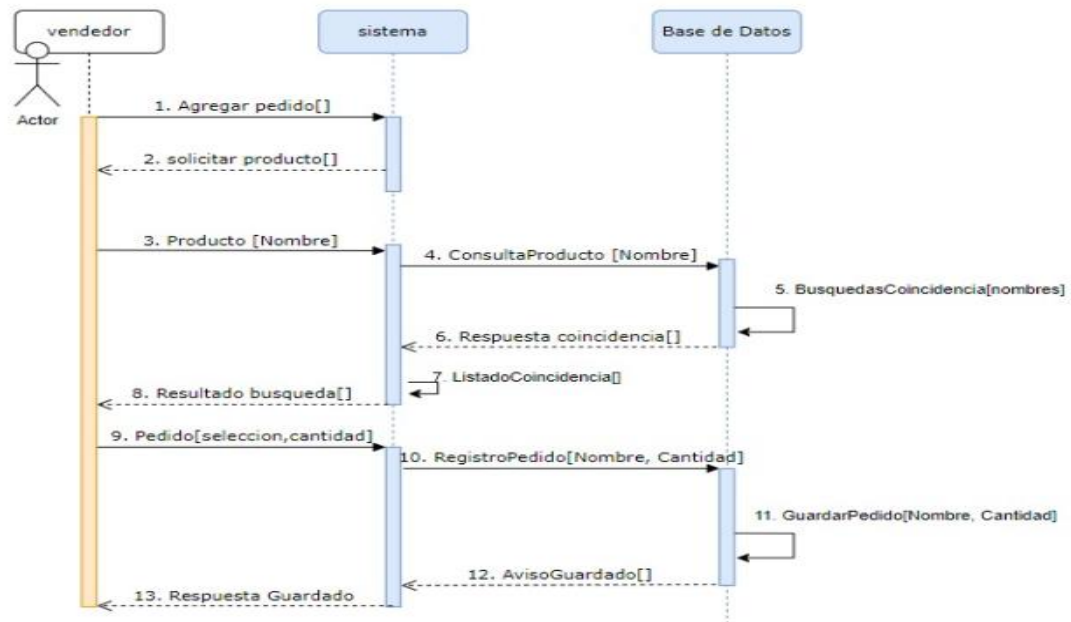 vendedor
sistema
Base de Datos
Actor
1. Agregar pedido[]
2. solicitar producto[]
3. Producto [Nombre]
4. ConsultaProducto [Nombre]
5. BusquedasCoincidencia[nombres]
6. Respuesta coincidencia[]
7. ListadoCoincidencia[]
8. Resultado busqueda[]
9. Pedido[seleccion,cantidad]
10. RegistroPedido[Nombre, Cantidad]
11. GuardarPedido[Nombre, Cantidad]
12. AvisoGuardado[]
13. Respuesta Guardado